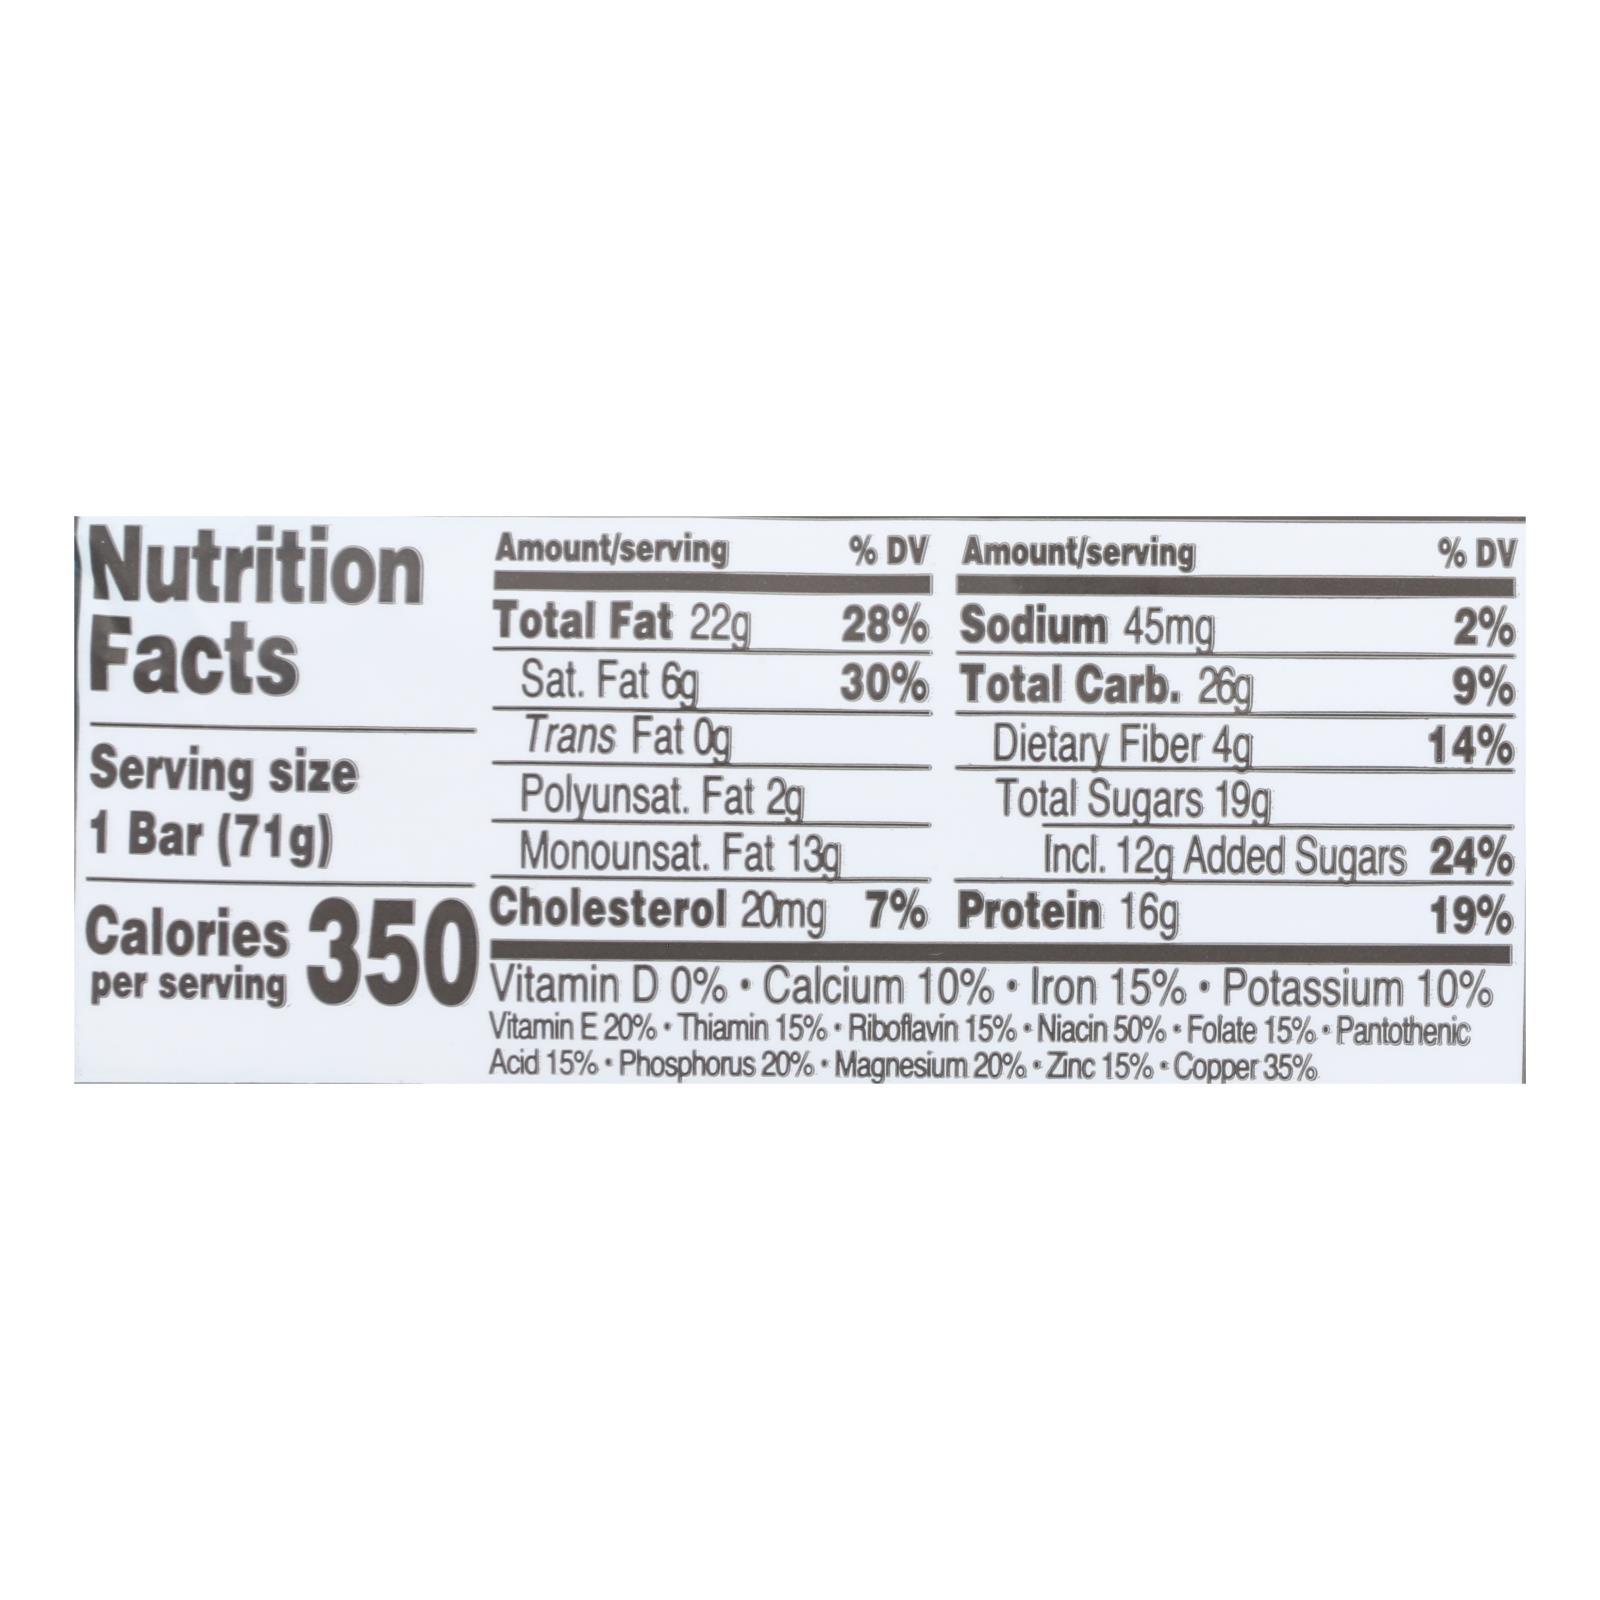 Nutrition
Facts
Serving size
1 Bar (71g)
Calories 350
per serving
Amount/serving % DV
Total Fat 22g 28%
Sat. Fat 6g 30%
Trans Fat 0g
Polyunsat. Fat 2g
Monounsat. Fat 13g
Cholesterol 20mg 7%
Amount/serving % DV
Sodium 45mg 2%
Total Carb. 26g 9%
Dietary Fiber 4g 14%
Total Sugars 19g
Incl. 12g Added Sugars 24%
Protein 16g 19%
Vitamin D 0% • Calcium 10% • Iron 15% • Potassium 10%
Vitamin E 20% • Thiamin 15% • Riboflavin 15% • Niacin 50% • Folate 15% • Pantothenic
Acid 15% • Phosphorus 20% • Magnesium 20% • Zinc 15% • Copper 35%